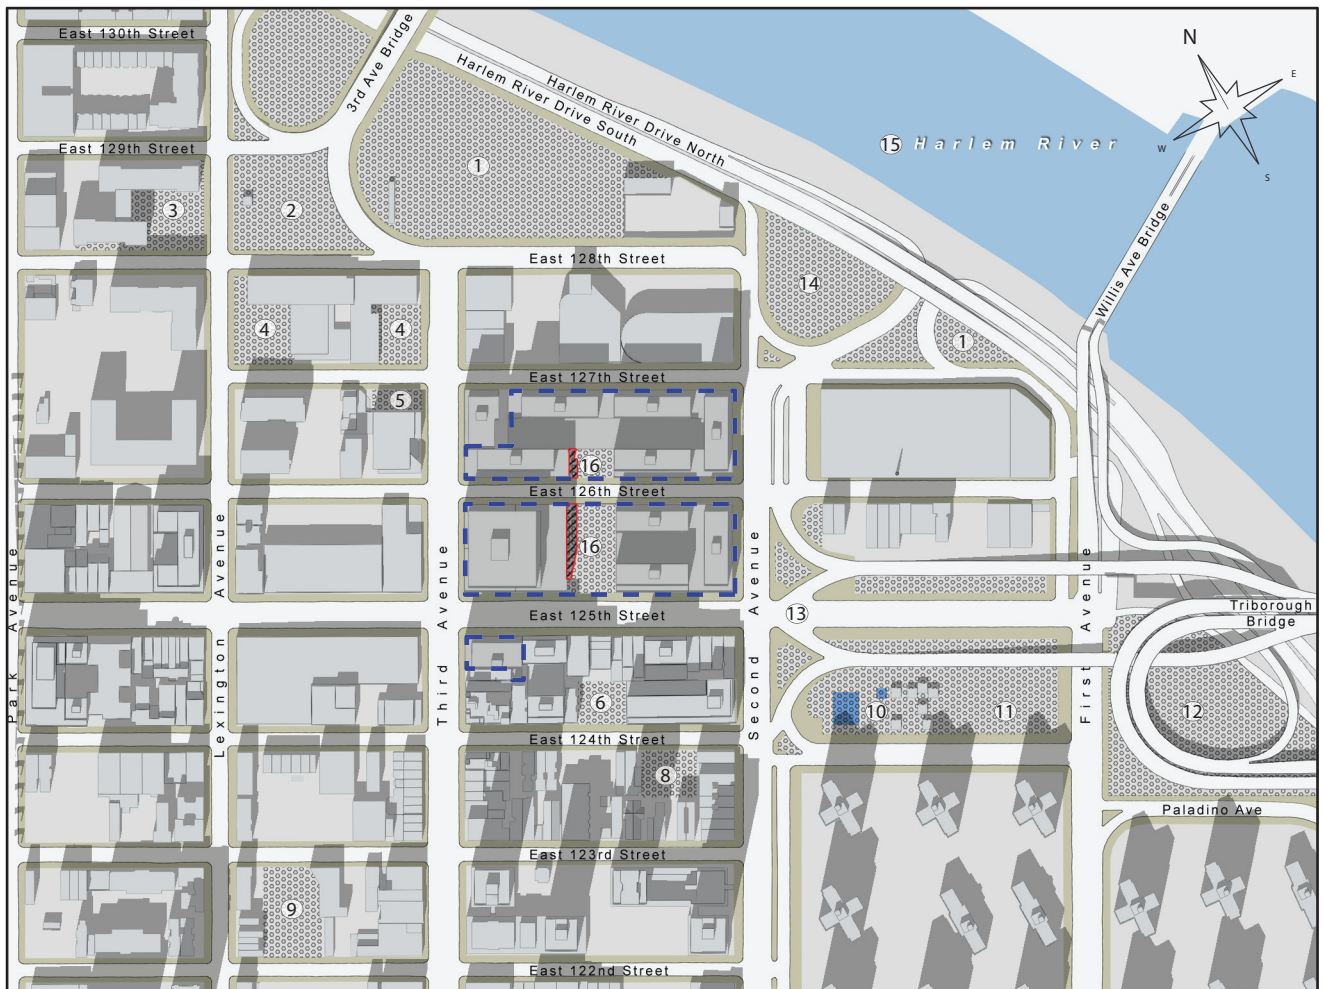 East 130th Street
3rd Ave Bridge
Harlem River Drive North
Harlem River Drive South
N
E
W
S
15
Harlem River
East 129th Street
1
3
2
Willis Ave Bridge
East 128th Street
14
4
4
1
East 127th Street
5
16
East 126th Street
16
Park Avenue
Lexington Avenue
Third Avenue
Second Avenue
First Avenue
East 125th Street
13
Triborough
Bridge
6
10
11
12
East 124th Street
8
Paladino Ave
East 123rd Street
9
East 122nd Street